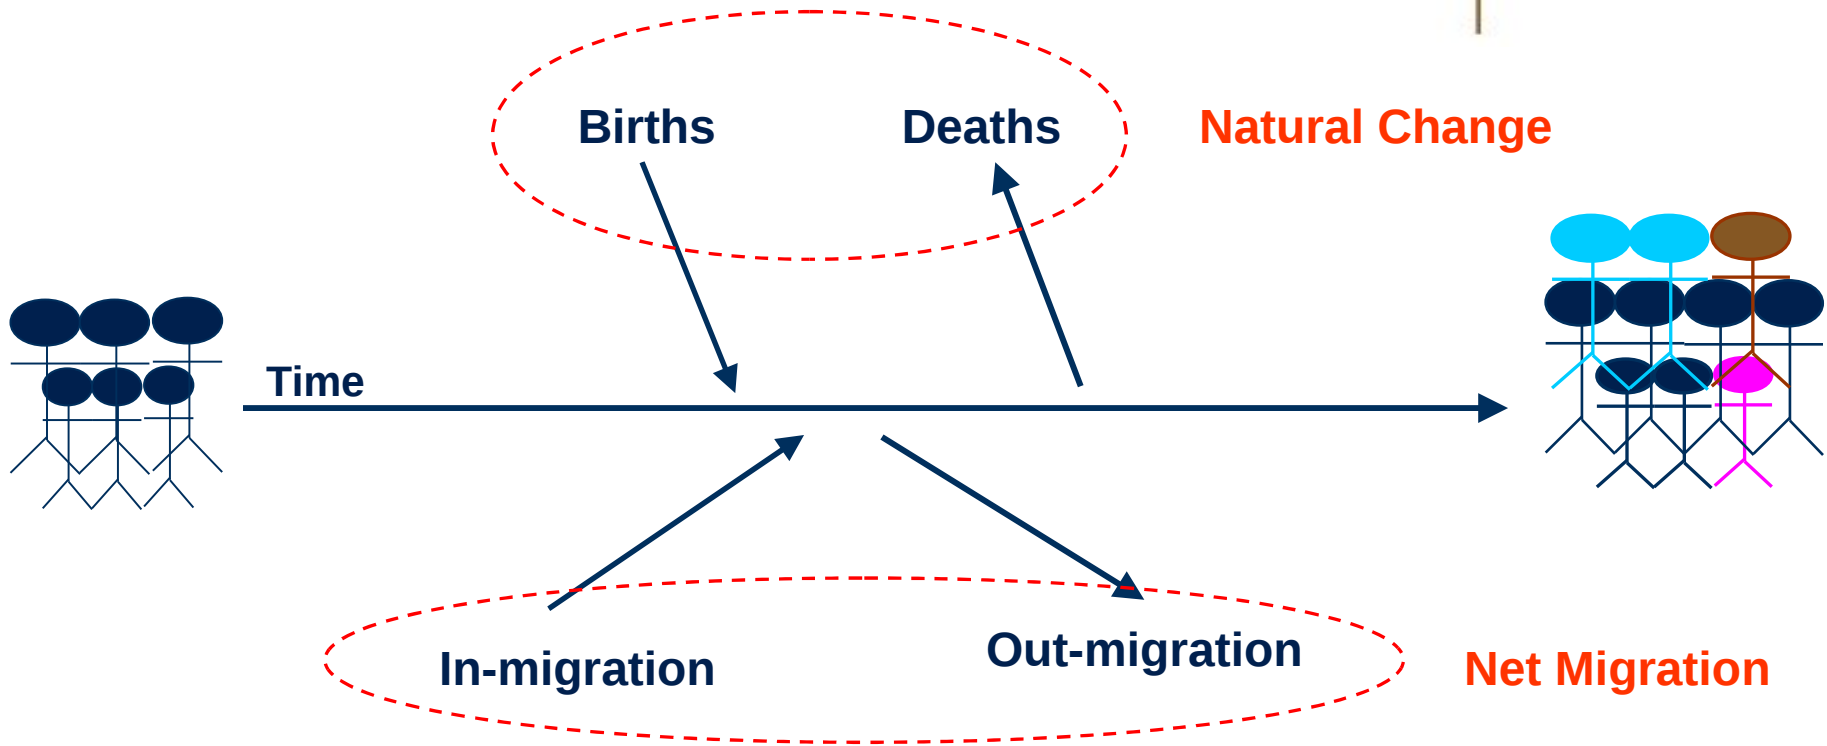 Births
Deaths
Natural Change
Time
In-migration
Out-migration
Net Migration